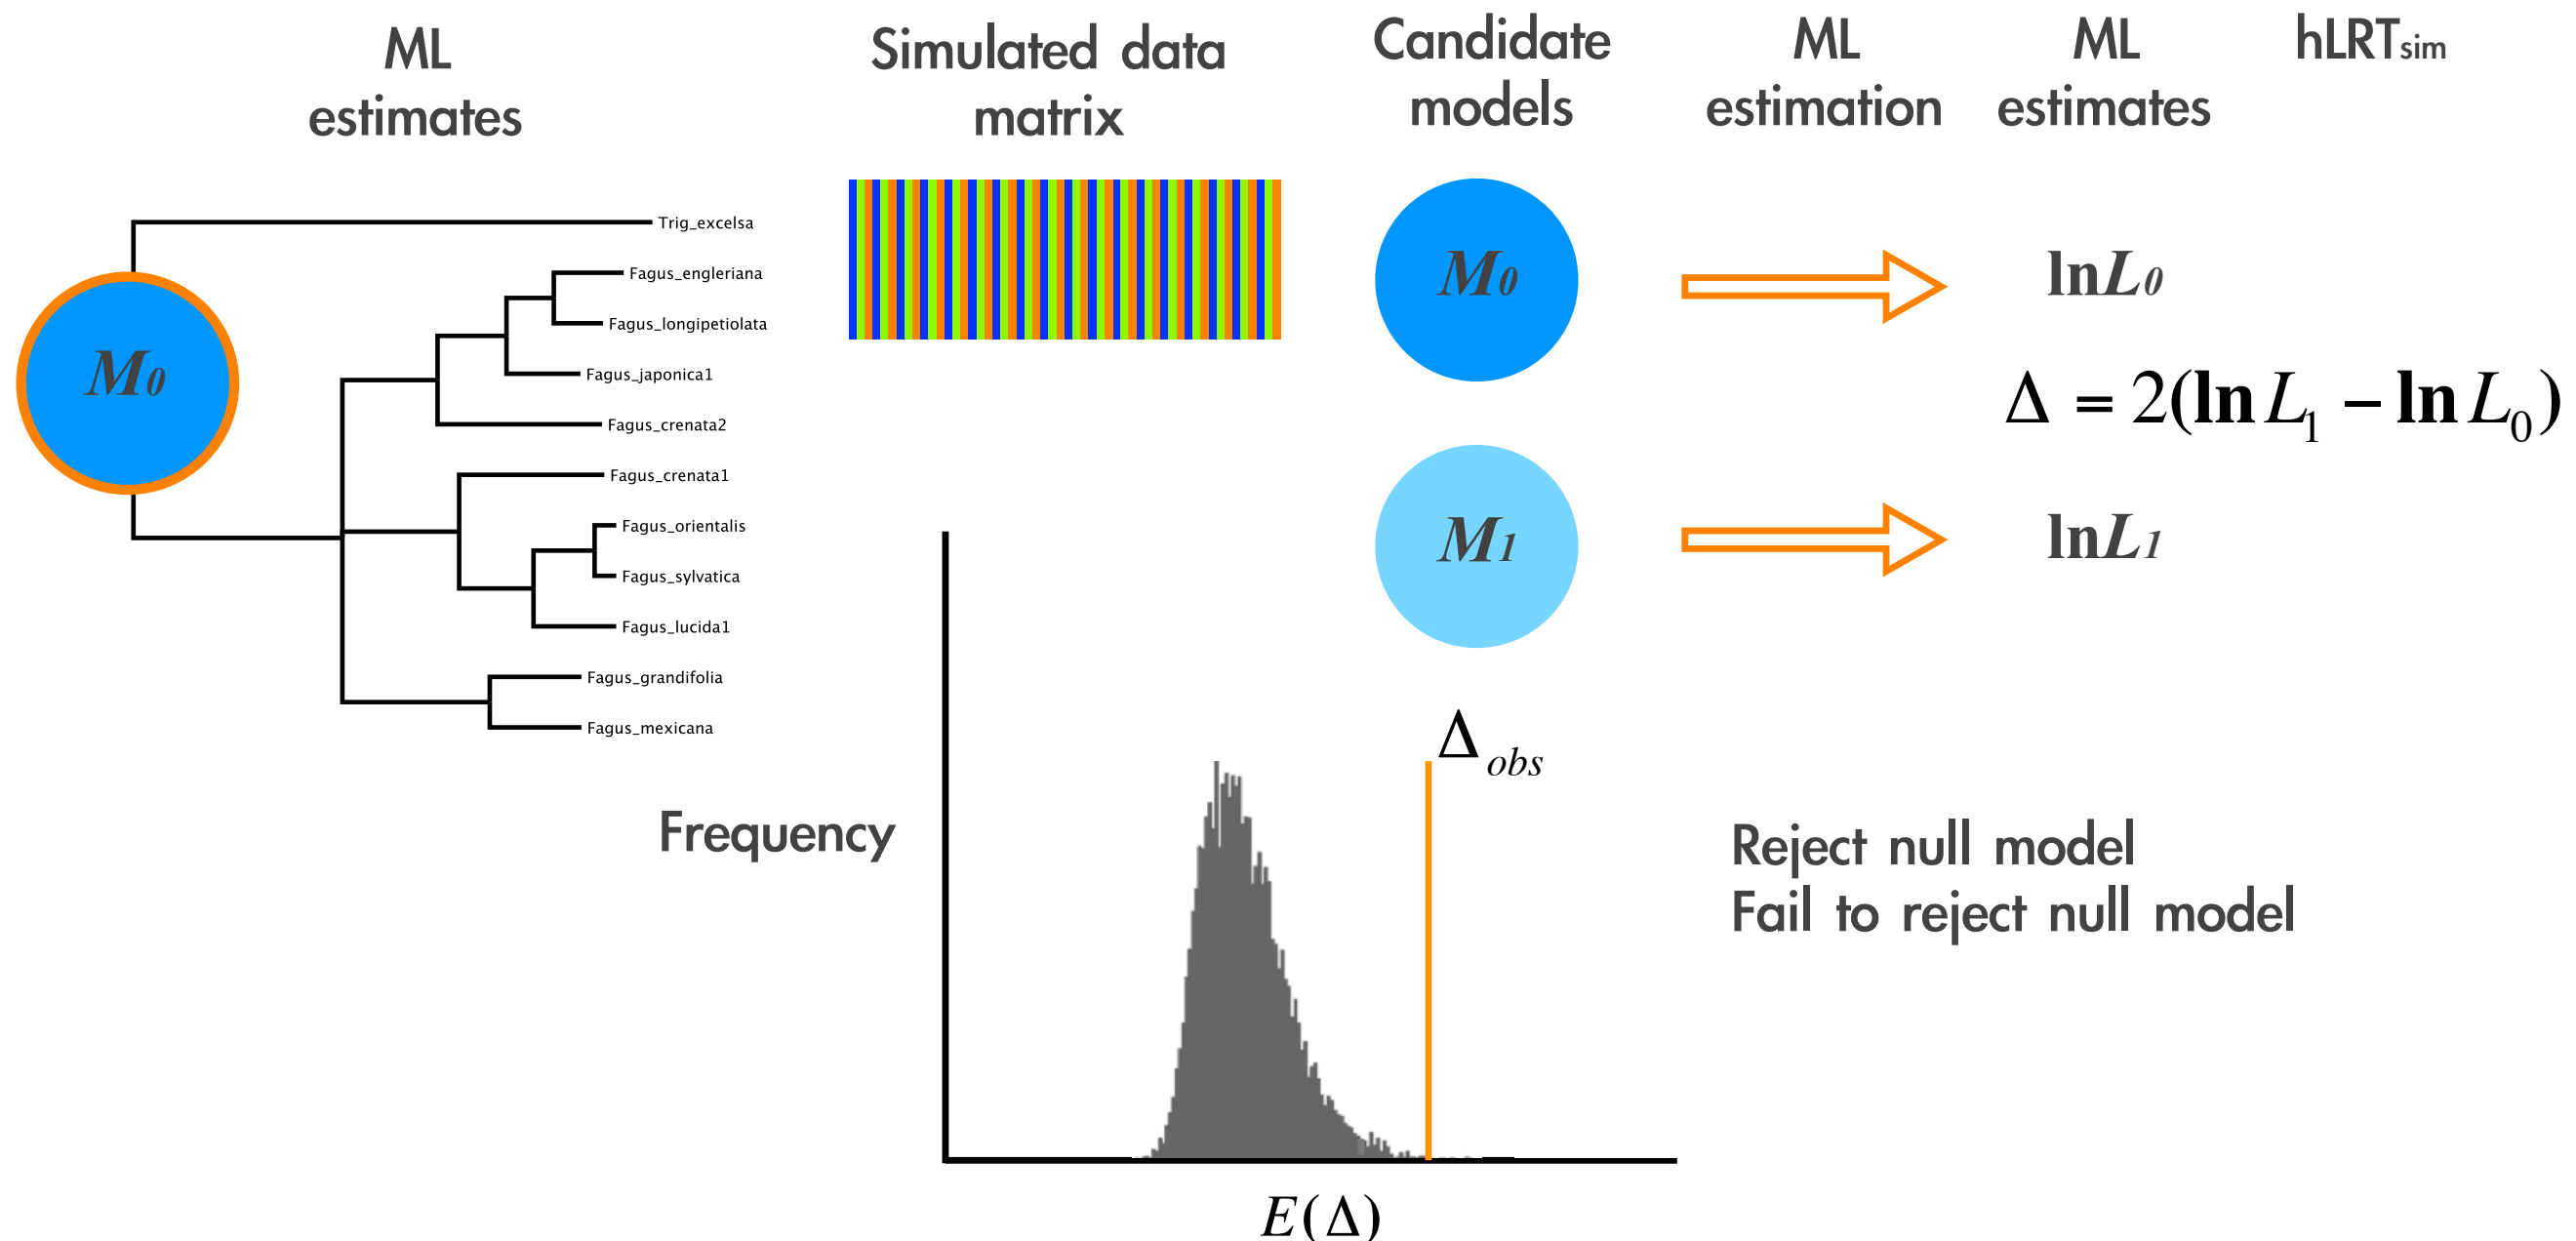 ML
estimates
Simulated data
matrix
Candidate
models
ML
estimation
ML
estimates
hLRTsim
M0
Trig_excelsa
Fagus_engleriana
Fagus_longipetiolata
Fagus_japonica1
Fagus_crenata2
Fagus_crenata1
Fagus_orientalis
Fagus_sylvatica
Fagus_lucida1
Fagus_grandifolia
Fagus_mexicana
M0
lnL0
Δ = 2(ln L1 − ln L0)
M1
lnL1
Δobs
Frequency
E(Δ)
Reject null model
Fail to reject null model